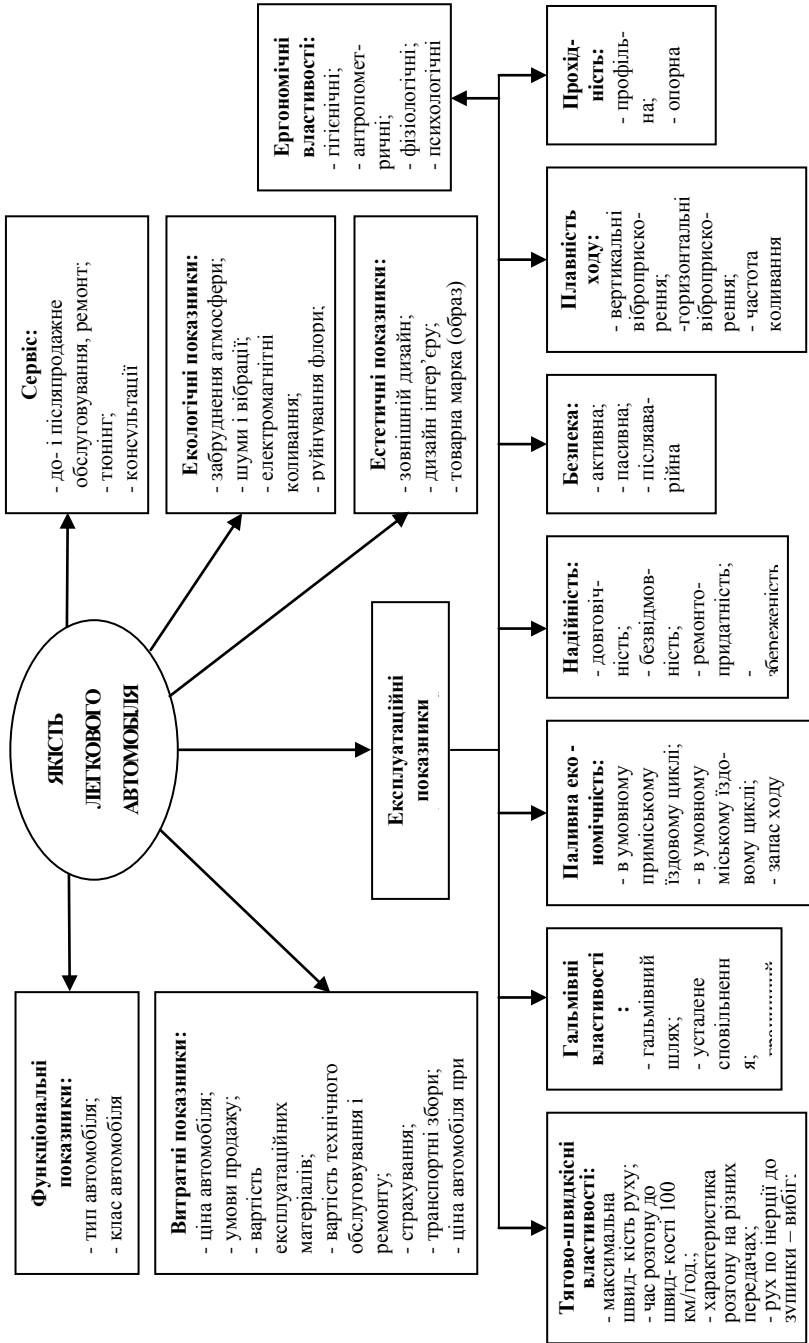 ЯКІСТЬ
ЛЕГКОВОГО
АВТОМОБІЛЯ
Функціональні
показники:
- тип автомобіля;
- клас автомобіля
Сервіс:
- до- і післяпродажне
обслуговування, ремонт;
- тюнінг;
- консультації
Витратні показники:
- ціна автомобіля;
- умови продажу;
- вартість
експлуатаційних
матеріалів;
- вартість технічного
обслуговування і
ремонту;
- страхування;
- транспортні збори;
- ціна автомобіля при
Екологічні показники:
- забруднення атмосфери;
- шуми і вібрації;
- електромагнітні
коливання;
- руйнування флори;
Естетичні показники:
- зовнішній дизайн;
- дизайн інтер’єру;
- товарна марка (образ)
Експлуатаційні
показники
Ергономічні
властивості:
- гігієнічні;
- антропомет-
ричні;
- фізіологічні;
- психологічні
Тягово-швидкісні
властивості:
- максимальна
швид- кість руху;
- час розгону до
швид- кості 100
км/год.;
- характеристика
розгону на різних
передачах;
- рух по інерції до
зупинки – вибіг:
Гальмівні
властивості
:
- гальмівний
шлях;
- усталене
сповільненн
я;
Паливна еко -
номічність:
- в умовному
приміському
їздовому циклі;
- в умовному
міському їздо-
вому циклі;
- запас ходу
Надійність:
- довговіч-
ність;
- безвідмов-
ність;
- ремонто-
придатність;
-
збереженість
Безпека:
- активна;
- пасивна;
- післяава-
рійна
Плавність
ходу:
- вертикальні
віброприско-
рення;
-горизонтальні
віброприско-
рення;
- частота
коливання
Прохід-
ність:
- профіль-
на;
- опорна